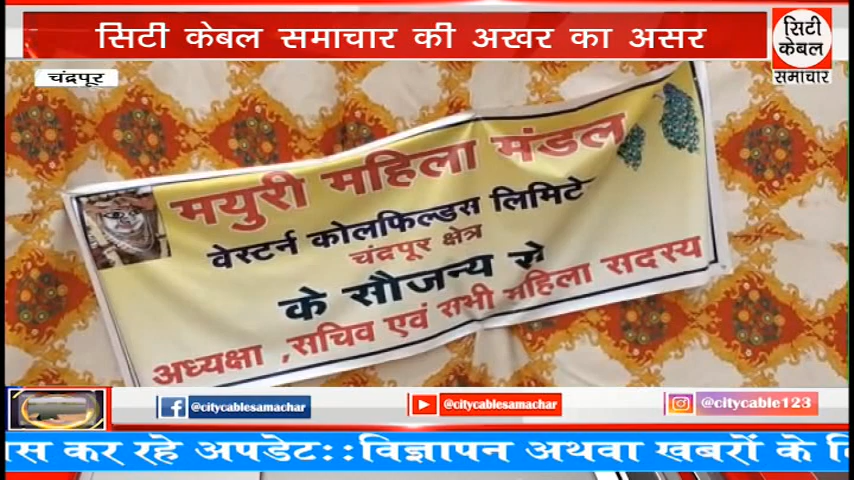 सिटी केबल समाचार की अखर का असर
सिटी
केबल
समाचार
चंद्रपूर
मयुरी महिला मंडल
वेस्टर्न कोलफिल्डस लिमिटे
चंद्रपूर क्षेत्र
के सौजन्य से
अध्यक्षा ,सचिव एवं सभी महिला सदस्य
@citycablesamachar
@citycablesamachar
@citycable123
स कर रहे अपडेट::विज्ञापन अथवा खबरों के